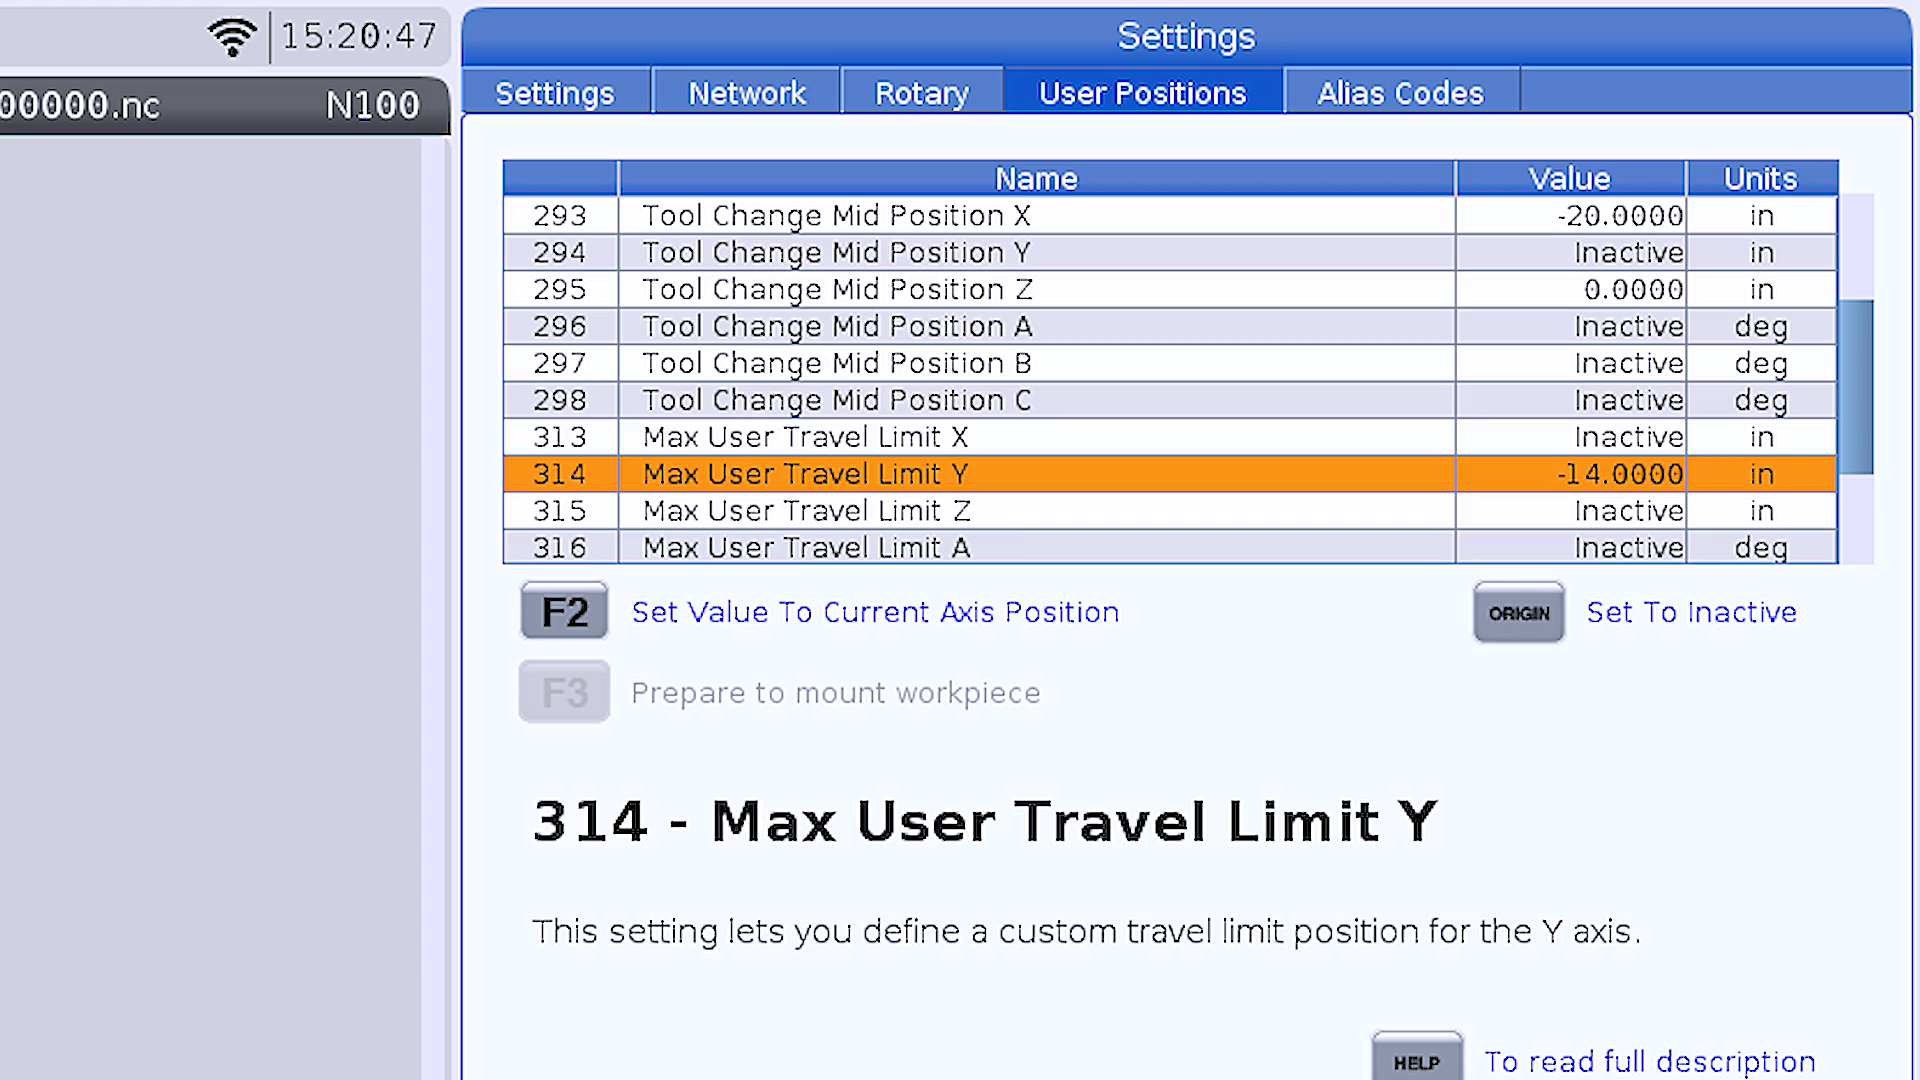 15:20:47
00000.nc N100
Settings
Settings Network Rotary User Positions Alias Codes
Name Value Units
293 Tool Change Mid Position X -20.0000 in
294 Tool Change Mid Position Y Inactive in
295 Tool Change Mid Position Z 0.0000 in
296 Tool Change Mid Position A Inactive deg
297 Tool Change Mid Position B Inactive deg
298 Tool Change Mid Position C Inactive deg
313 Max User Travel Limit X Inactive in
314 Max User Travel Limit Y -14.0000 in
315 Max User Travel Limit Z Inactive in
316 Max User Travel Limit A Inactive deg
F2 Set Value To Current Axis Position ORIGIN Set To Inactive
F3 Prepare to mount workpiece
314 - Max User Travel Limit Y
This setting lets you define a custom travel limit position for the Y axis.
HELP To read full description